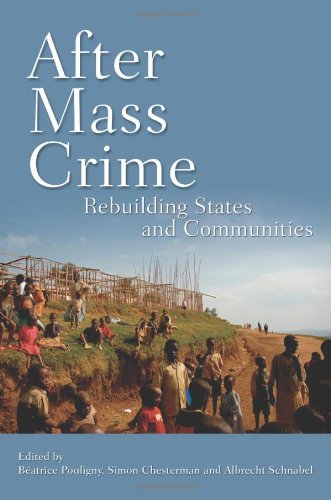 After
Mass
Crime
Rebuilding States
and Communities
Edited by
Béatrice Pouligny, Simon Chesterman and Albrecht Schnabel